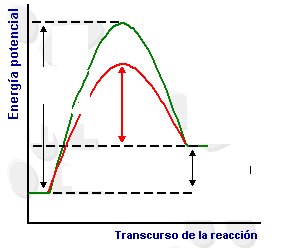 Energía potencial
Transcurso de la reacción